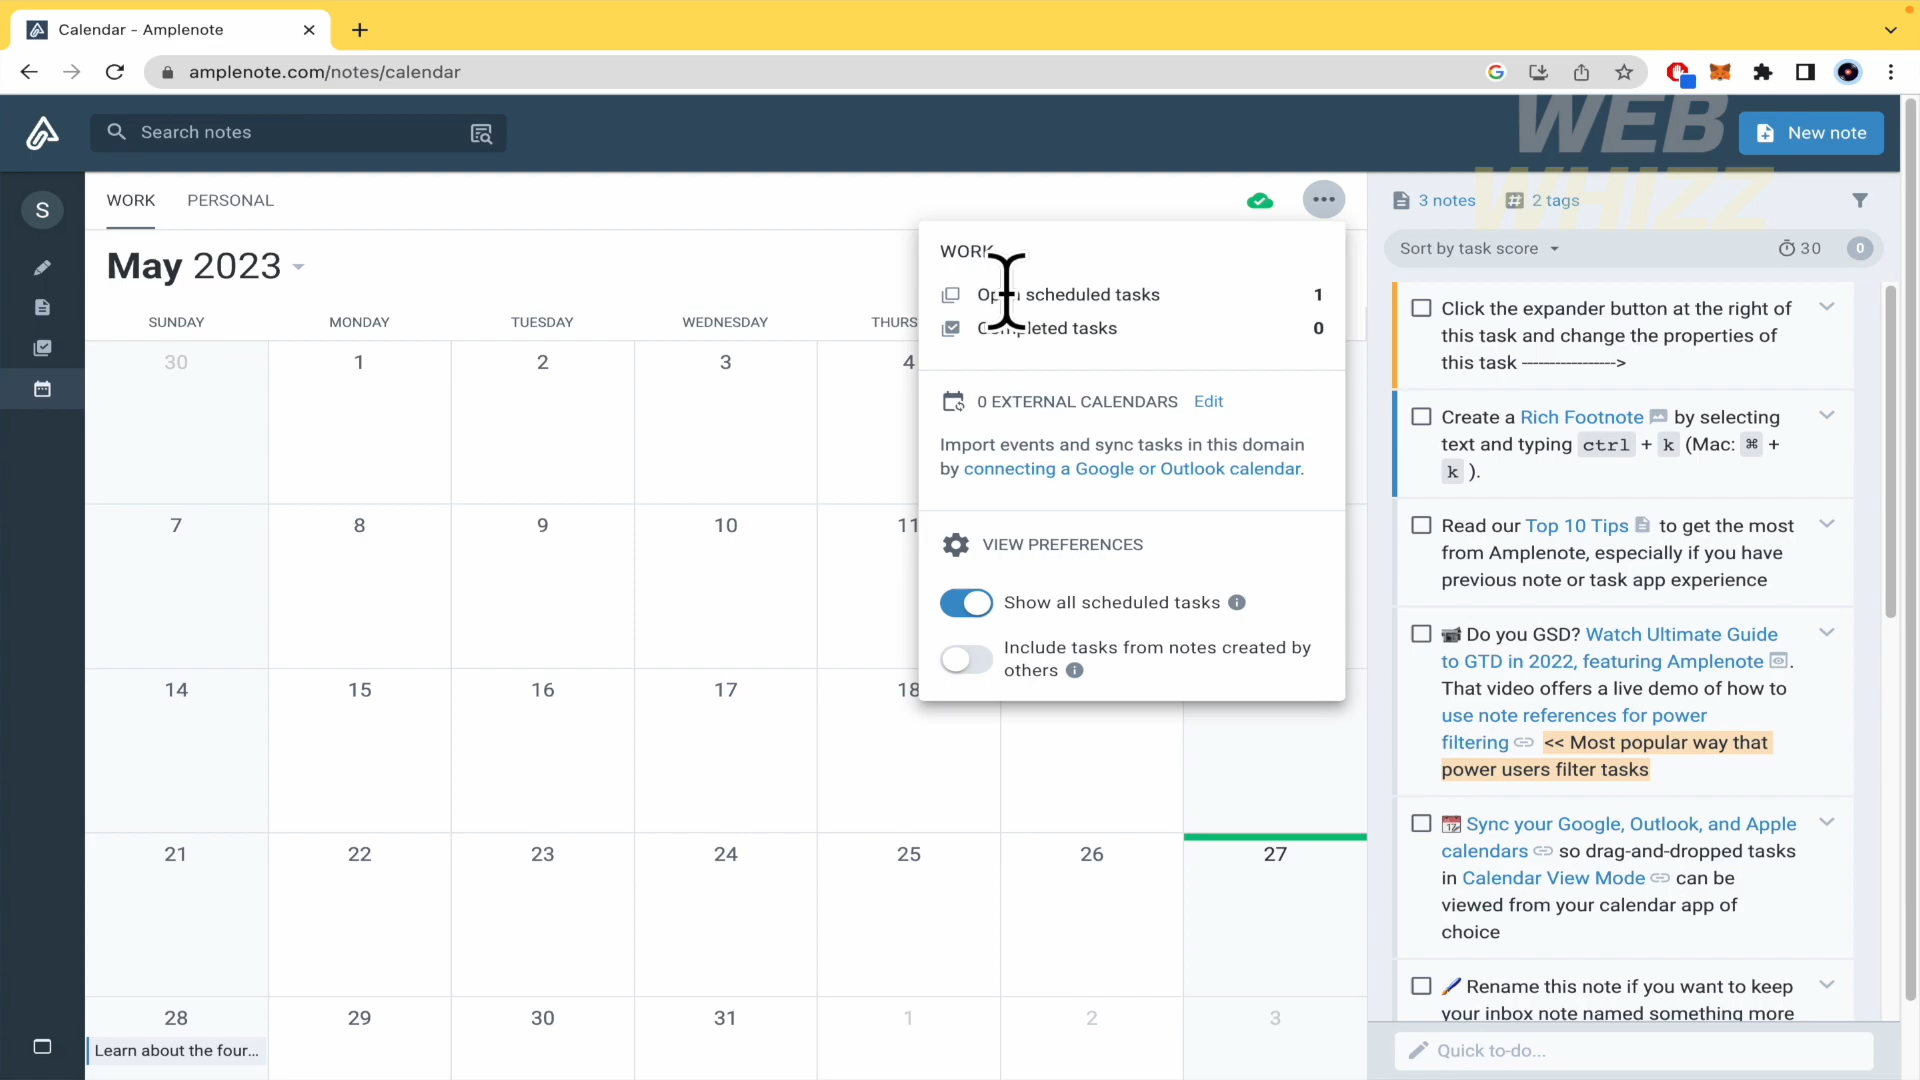 Calendar - Amplenote
amplenote.com/notes/calendar
WEB
WHIZZ
Search notes
New note
S
WORK PERSONAL
3 notes 2 tags
May 2023
Sort by task score 30 0
SUNDAY MONDAY TUESDAY WEDNESDAY THURS
30 1 2 3 4
7 8 9 10 11
14 15 16 17 18
21 22 23 24 25 26 27
28 29 30 31 1 2 3
Learn about the four...
WORK
Open scheduled tasks 1
Completed tasks 0
0 EXTERNAL CALENDARS Edit
Import events and sync tasks in this domain
by connecting a Google or Outlook calendar.
VIEW PREFERENCES
Show all scheduled tasks
Include tasks from notes created by
others
Click the expander button at the right of
this task and change the properties of
this task ----------------->
Create a Rich Footnote by selecting
text and typing ctrl + k (Mac: ⌘ +
k ).
Read our Top 10 Tips to get the most
from Amplenote, especially if you have
previous note or task app experience
Do you GSD? Watch Ultimate Guide
to GTD in 2022, featuring Amplenote.
That video offers a live demo of how to
use note references for power
filtering << Most popular way that
power users filter tasks
Sync your Google, Outlook, and Apple
calendars so drag-and-dropped tasks
in Calendar View Mode can be
viewed from your calendar app of
choice
Rename this note if you want to keep
your inbox note named something more
Quick to-do...